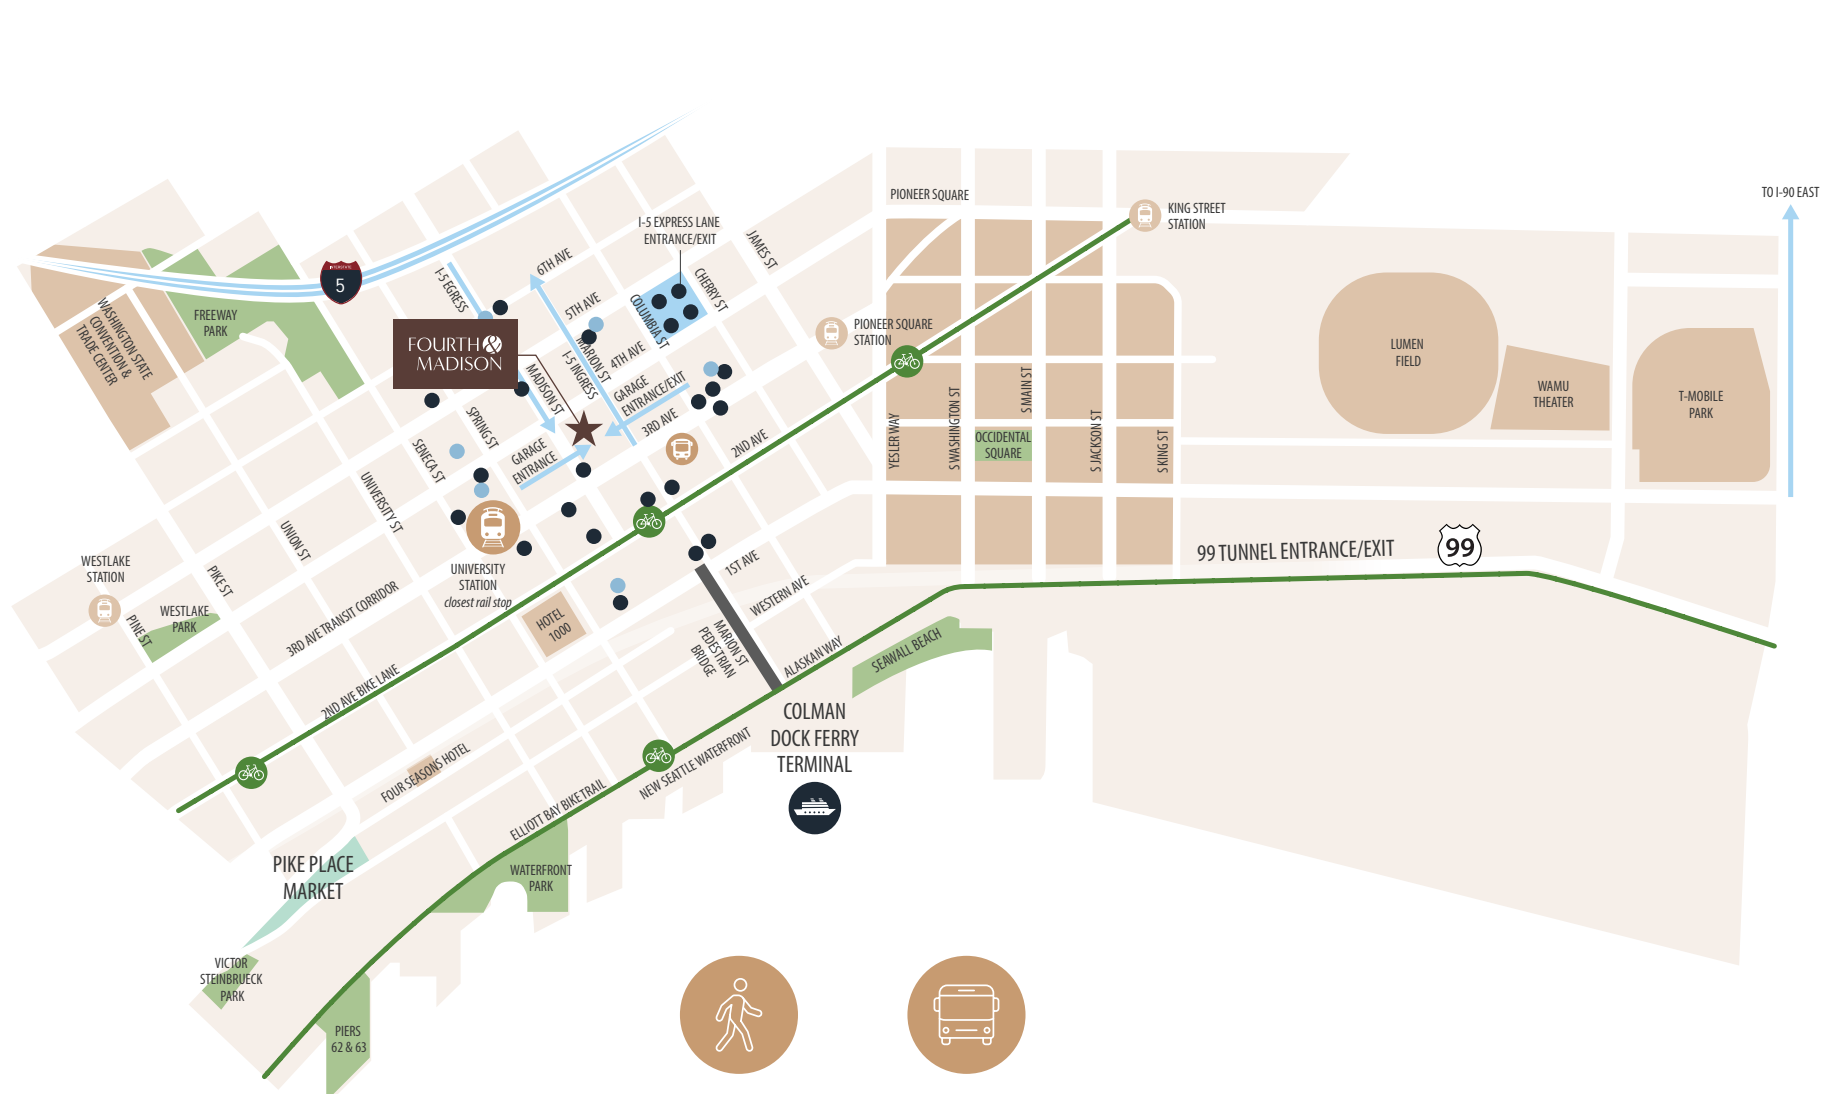 TO I-90 EAST
PIONEER SQUARE
KING STREET
STATION
I-5 EXPRESS LANE
ENTRANCE/EXIT
JAMES ST
6TH AVE
CHERRY ST
I-5 EGRESS
INTERSTATE
5
5TH AVE
COLUMBIA ST
WASHINGTON STATE
CONVENTION &
TRADE CENTER
FREEWAY
PARK
PIONEER SQUARE
STATION
FOURTH &
MADISON
MARION ST
4TH AVE
I-5 INGRESS
MADISON ST
GARAGE
ENTRANCE/EXIT
LUMEN
FIELD
WAMU
THEATER
T-MOBILE
PARK
S MAIN ST
S WASHINGTON ST
YESLER WAY
S JACKSON ST
S KING ST
OCCIDENTAL
SQUARE
3RD AVE
2ND AVE
SPRING ST
SENECA ST
GARAGE
ENTRANCE
UNIVERSITY ST
UNION ST
PIKE ST
PINE ST
WESTLAKE
STATION
WESTLAKE
PARK
UNIVERSITY
STATION
closest rail stop
99 TUNNEL ENTRANCE/EXIT
99
1ST AVE
WESTERN AVE
HOTEL
1000
3RD AVE TRANSIT CORRIDOR
MARION ST
PEDESTRIAN
BRIDGE
ALASKAN WAY
SEAWALL BEACH
2ND AVE BIKE LANE
COLMAN
DOCK FERRY
TERMINAL
FOUR SEASONS HOTEL
NEW SEATTLE WATERFRONT
ELLIOTT BAY BIKE TRAIL
PIKE PLACE
MARKET
WATERFRONT
PARK
VICTOR
STEINBRUECK
PARK
PIERS
62 & 63